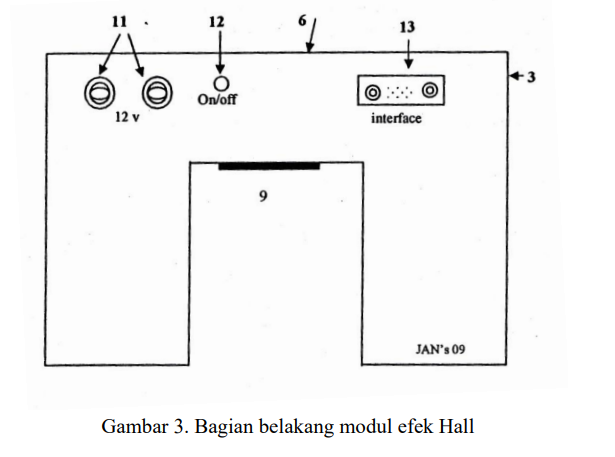 11 12 6 13
3
On/off
12 v
interface
9
JAN's 09
Gambar 3. Bagian belakang modul efek Hall